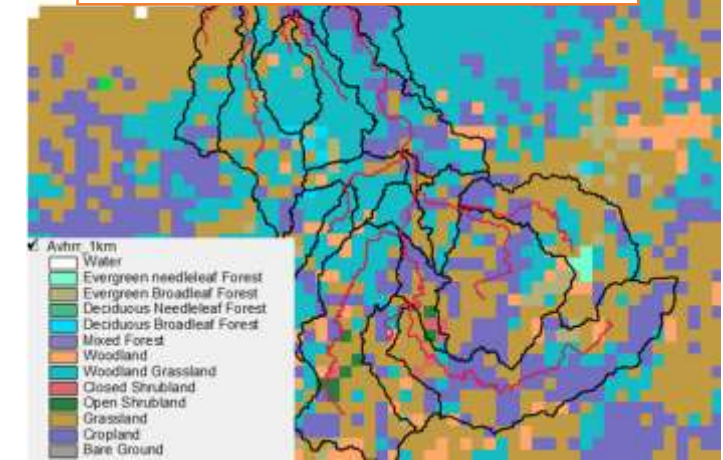 Avhrr_1km
Water
Evergreen needleleaf Forest
Evergreen Broadleaf Forest
Deciduous Needleleaf Forest
Deciduous Broadleaf Forest
Mixed Forest
Woodland
Woodland Grassland
Closed Shrubland
Open Shrubland
Grassland
Cropland
Bare Ground